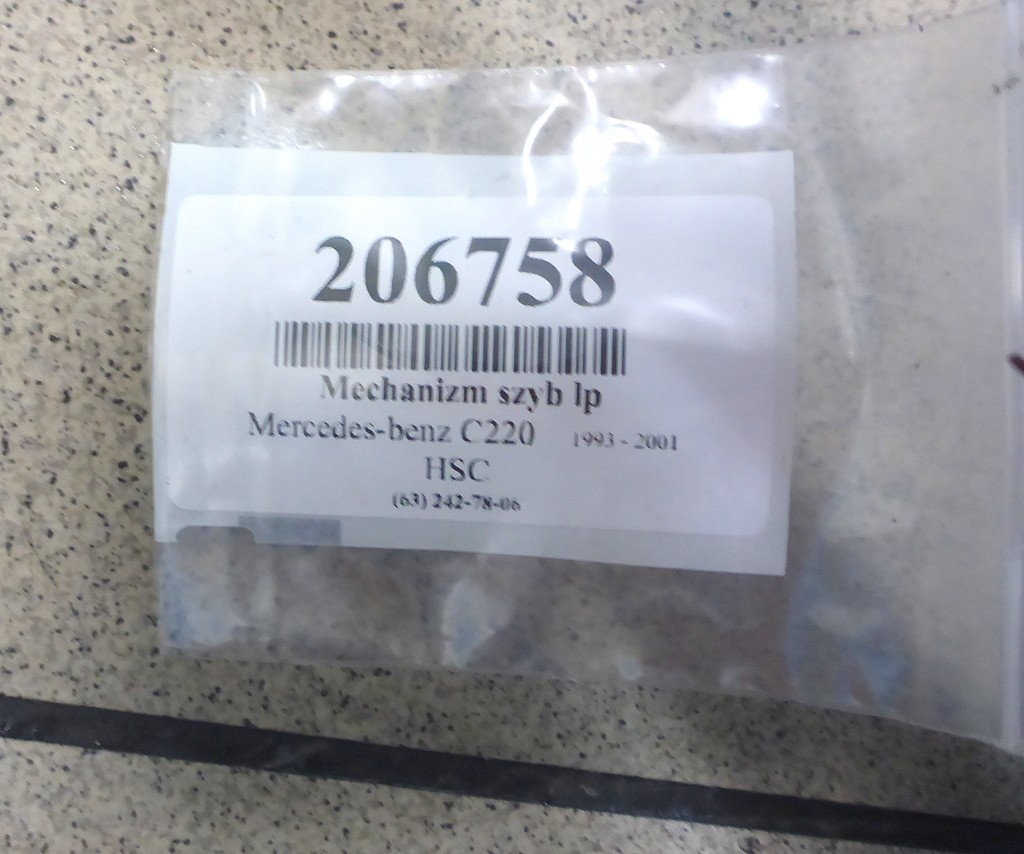 206758
Mechanizm szyb lp
Mercedes-benz C220 1993 - 2001
HSC
(63) 242-78-06